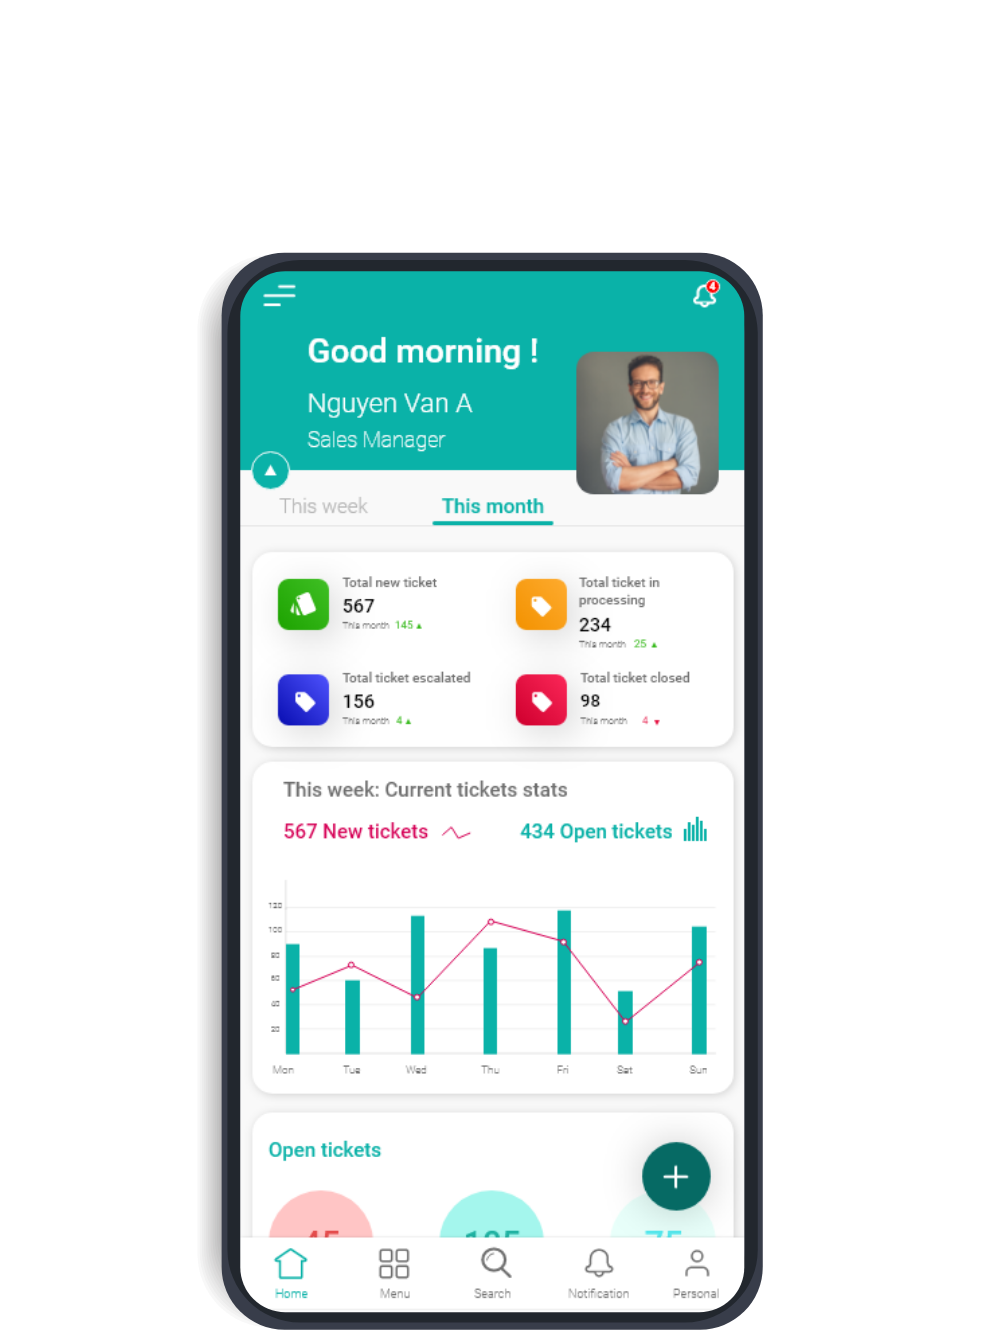 4
Good morning !
Nguyen Van A
Sales Manager
This week
This month
Total new ticket
567
This month 145 ▲
Total ticket in
processing
234
This month 25 ▲
Total ticket escalated
156
This month 4 ▲
Total ticket closed
98
This month 4 ▼
This week: Current tickets stats
567 New tickets
434 Open tickets
120
100
80
60
40
20
Mon Tue Wed Thu Fri Sat Sun
Open tickets
45
75
Home Menu Search Notification Personal